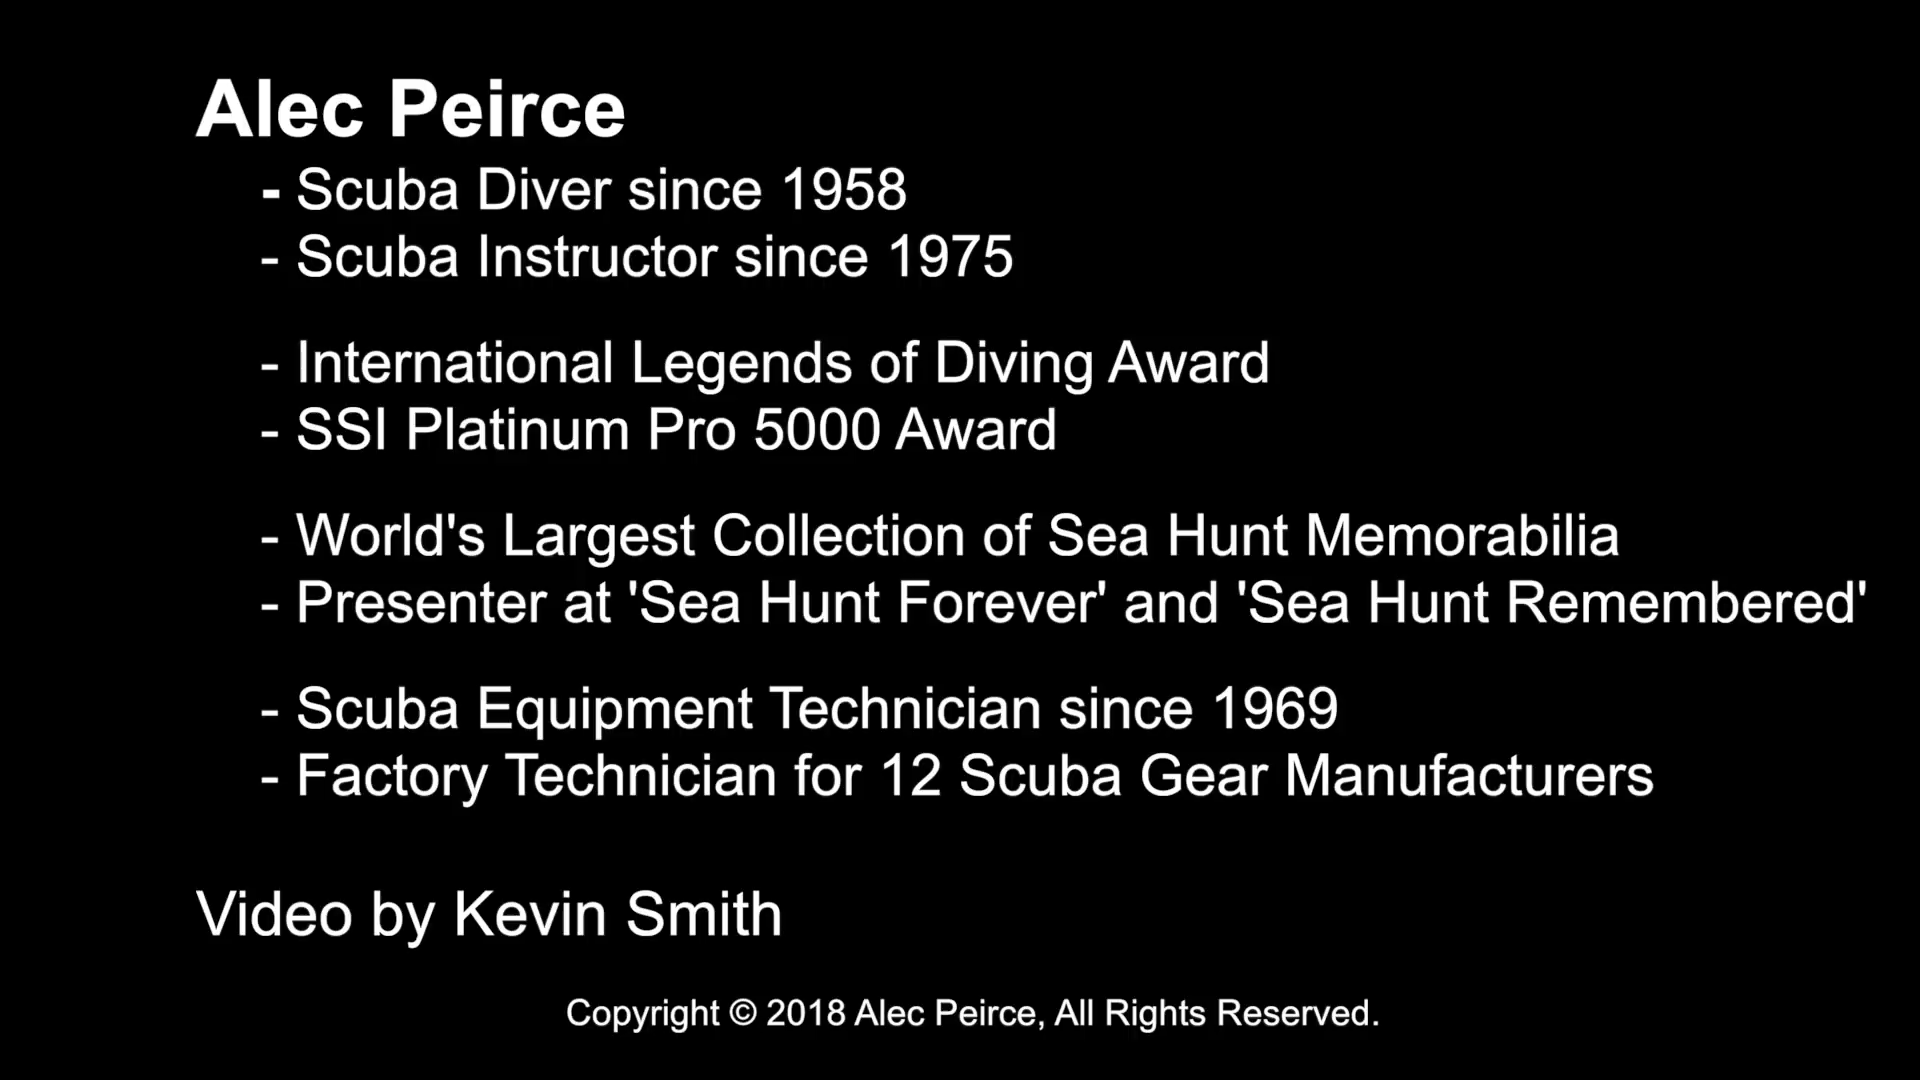 Alec Peirce
- Scuba Diver since 1958
- Scuba Instructor since 1975
- International Legends of Diving Award
- SSI Platinum Pro 5000 Award
- World's Largest Collection of Sea Hunt Memorabilia
- Presenter at 'Sea Hunt Forever' and 'Sea Hunt Remembered'
- Scuba Equipment Technician since 1969
- Factory Technician for 12 Scuba Gear Manufacturers
Video by Kevin Smith
Copyright © 2018 Alec Peirce, All Rights Reserved.